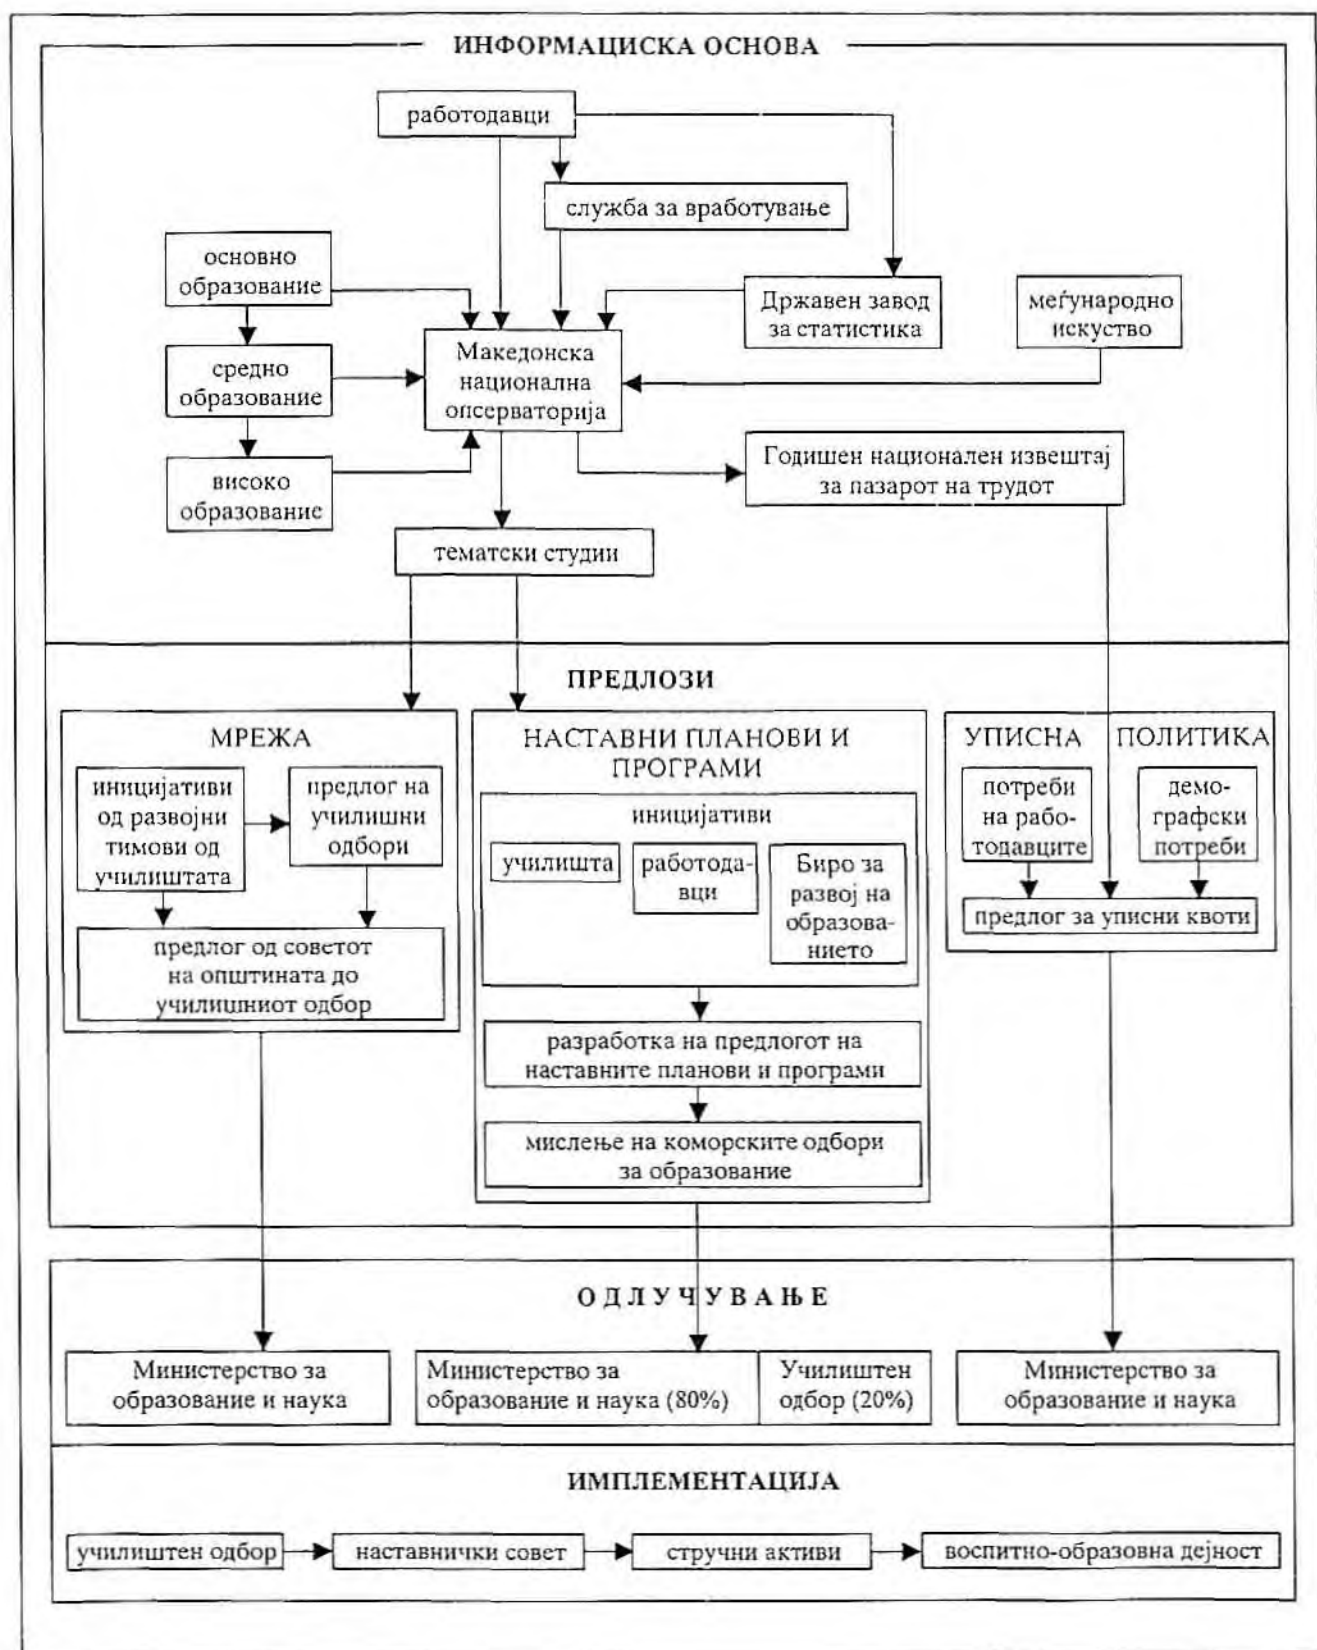 ИНФОРМАЦИСКА ОСНОВА
работодавци
служба за вработување
основно
образование
Државен завод
за статистика
меѓународно
искуство
средно
образование
Македонска
национална
опсерваторија
Годишен национален извештај
за пазарот на трудот
високо
образование
тематски студии
ПРЕДЛОЗИ
МРЕЖА
иницијативи
од развојни
тимови од
училиштата
предлог на
училишни
одбори
предлог од советот
на општината до
училишниот одбор
НАСТАВНИ ПЛАНОВИ И
ПРОГРАМИ
иницијативи
училишта
работода-
вци
Биро за
развој на
образова-
нието
разработка на предлогот на
наставните планови и програми
мислење на коморските одбори
за образование
УПИСНА ПОЛИТИКА
потреби
на рабо-
тодавците
демо-
графски
потреби
предлог за уписни квоти
ОДЛУЧУВАЊЕ
Министерство за
образование и наука
Министерство за
образование и наука (80%)
Училиштен
одбор (20%)
Министерство за
образование и наука
ИМПЛЕМЕНТАЦИЈА
училиштен одбор
наставнички совет
стручни активи
воспитно-образовна дејност